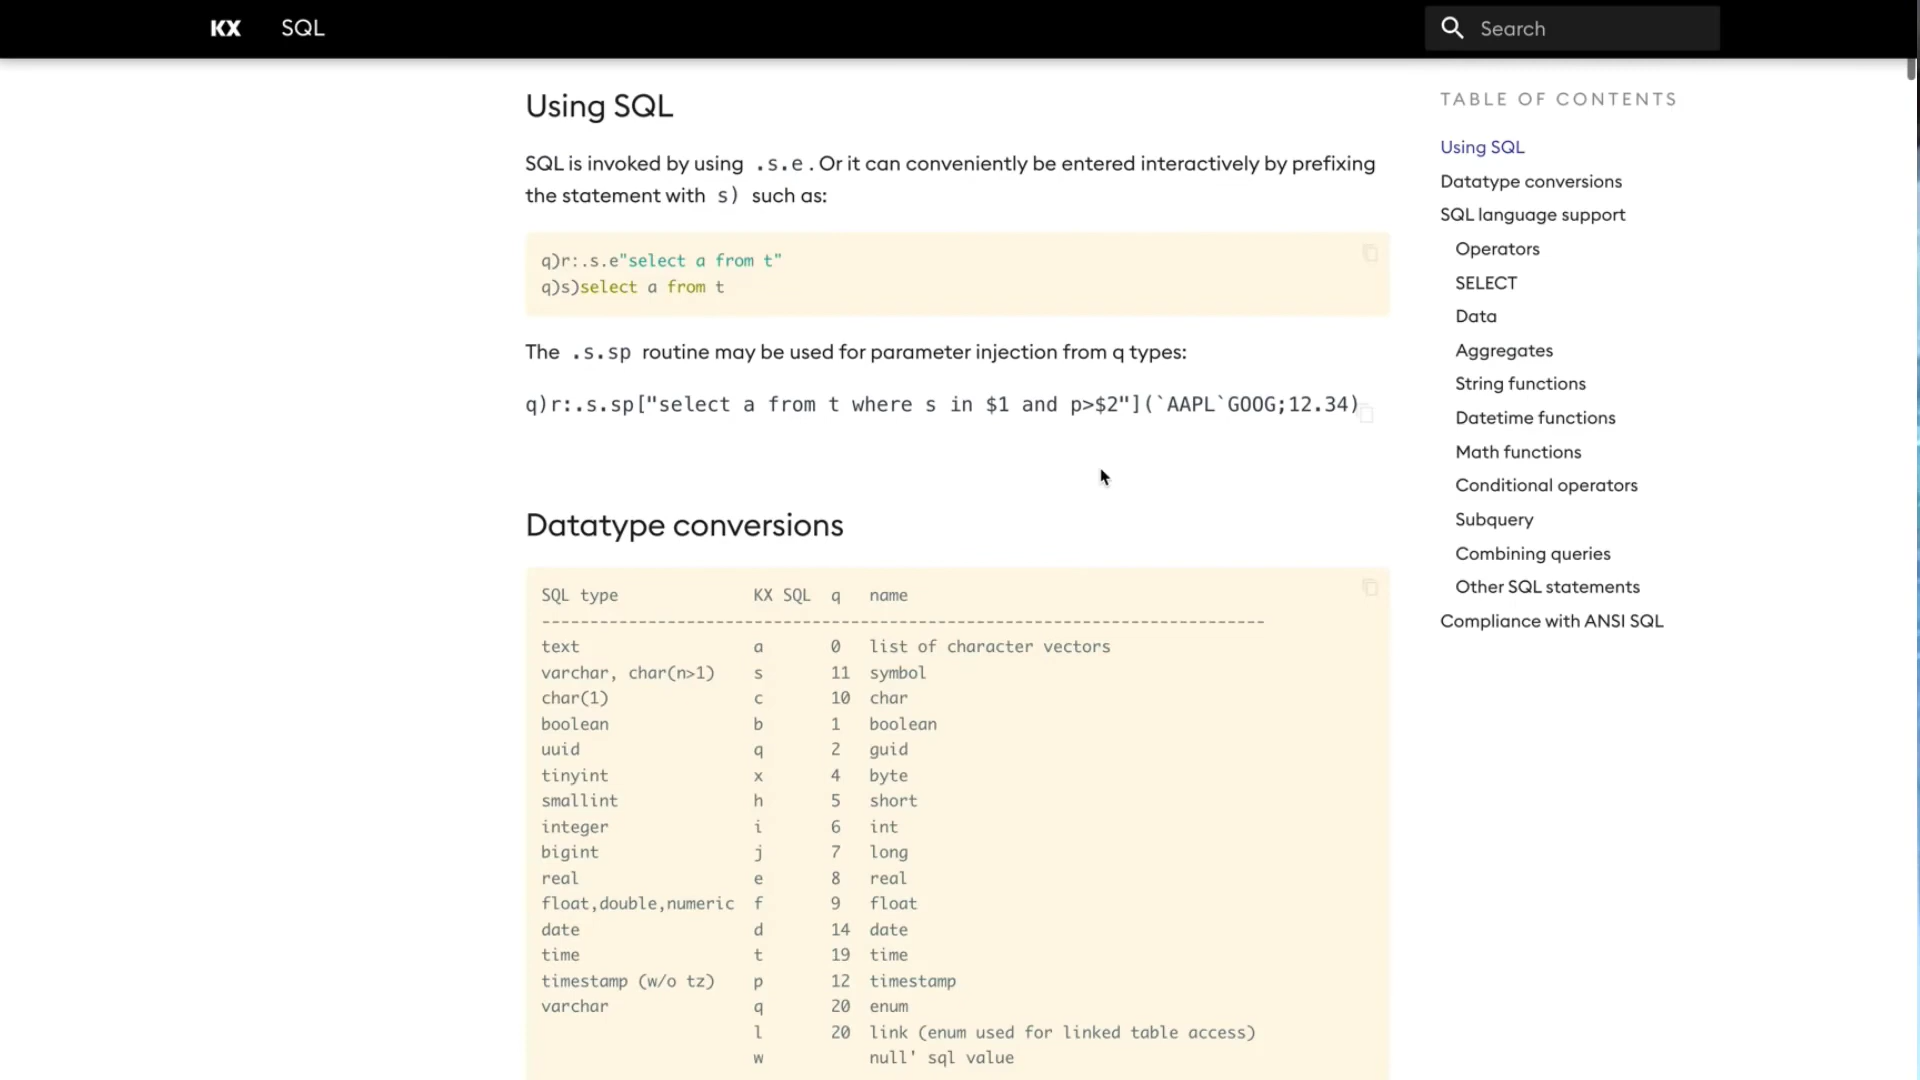 KX SQL Search
Using SQL
SQL is invoked by using .s.e . Or it can conveniently be entered interactively by prefixing
the statement with s) such as:
q)r:.s.e"select a from t"
q)s)select a from t
The .s.sp routine may be used for parameter injection from q types:
q)r:.s.sp["select a from t where s in $1 and p>$2"](`AAPL`GOOG;12.34)
Datatype conversions
SQL type KX SQL q name
---------------------------------------------------------------------------
text a 0 list of character vectors
varchar, char(n>1) s 11 symbol
char(1) c 10 char
boolean b 1 boolean
uuid q 2 guid
tinyint x 4 byte
smallint h 5 short
integer i 6 int
bigint j 7 long
real e 8 real
float,double,numeric f 9 float
date d 14 date
time t 19 time
timestamp (w/o tz) p 12 timestamp
varchar q 20 enum
l 20 link (enum used for linked table access)
w null' sql value
TABLE OF CONTENTS
Using SQL
Datatype conversions
SQL language support
Operators
SELECT
Data
Aggregates
String functions
Datetime functions
Math functions
Conditional operators
Subquery
Combining queries
Other SQL statements
Compliance with ANSI SQL